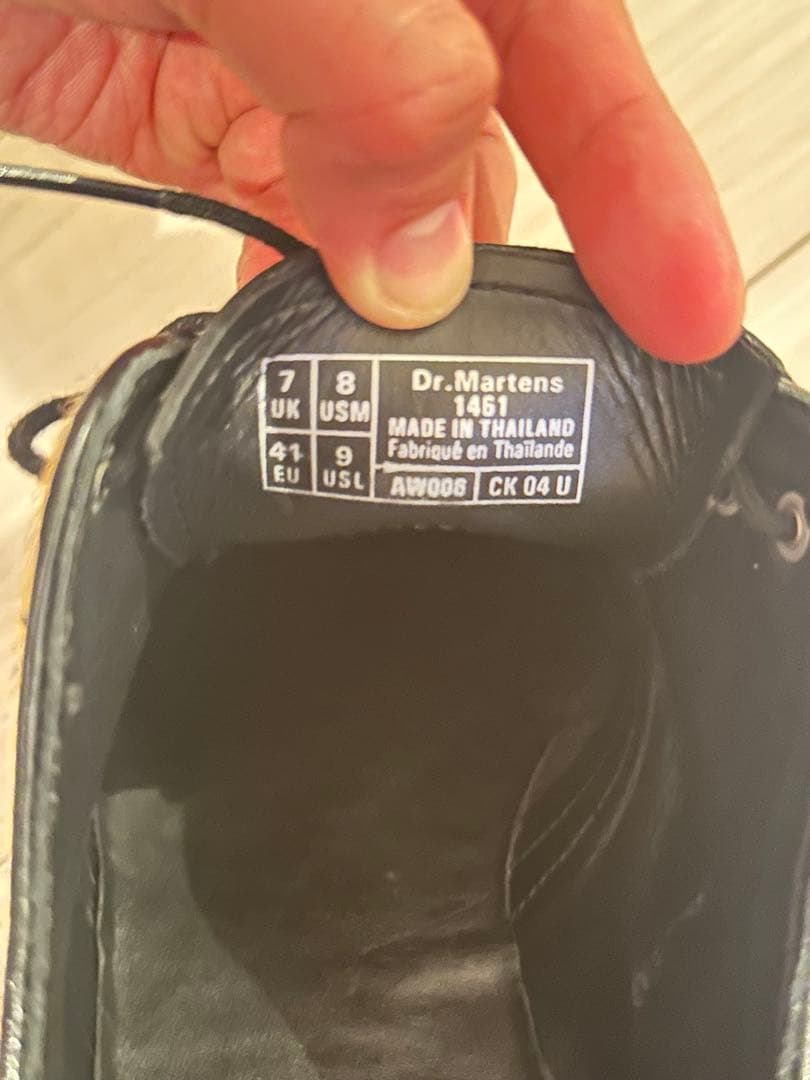 7 UK
8 USM
41 EU
9 USL
Dr.Martens
1461
MADE IN THAILAND
Fabriqué en Thaïlande
AW006
CK 04 U